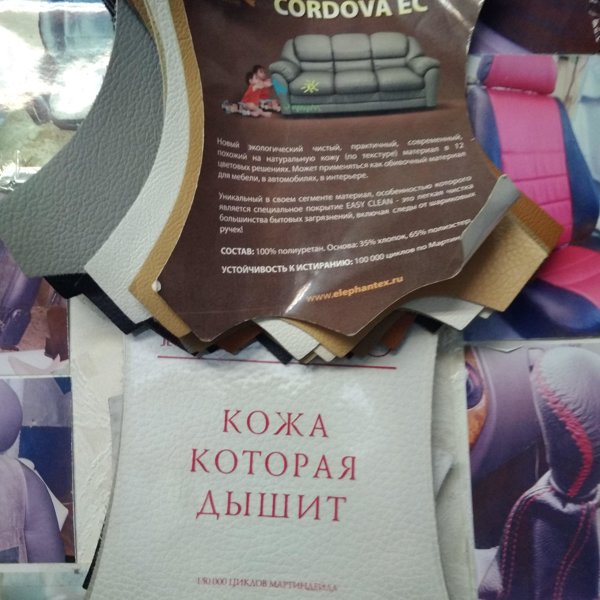 CORDOVA EC
Новый экологический чистый, практичный, современный,
похожий на натуральную кожу (по текстуре) материал в 12
цветовых решениях. Может применяться как обивочный материал
для мебели, в автомобилях, в интерьере.
Уникальный в своем сегменте материал, особенностью которого
является специальное покрытие EASY CLEAN - это легкая чистка
большинства бытовых загрязнений, включая следы от шариковых
ручек!
СОСТАВ: 100% полиуретан. Основа: 35% хлопок, 65% полиэстер
УСТОЙЧИВОСТЬ К ИСТИРАНИЮ: 100 000 циклов по Мартин
www.elephantex.ru
КОЖА
КОТОРАЯ
ДЫШИТ
150 000 ЦИКЛОВ МАРТИНДЕЙЛА